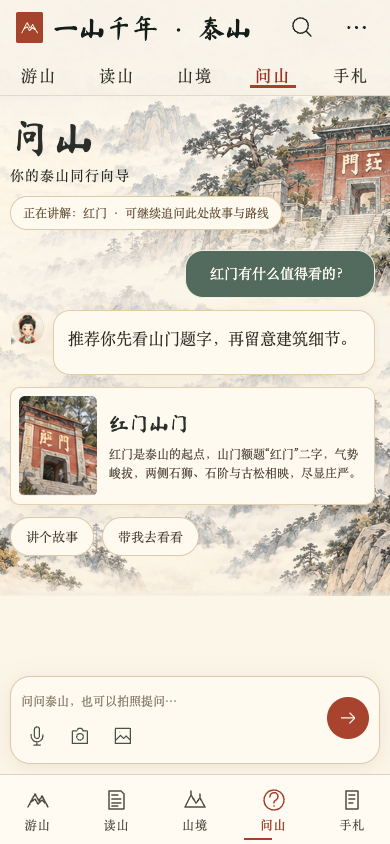 一山千年 · 泰山
游山 读山 山境 问山 手札
问山
你的泰山同行向导
正在讲解：红门 · 可继续追问此处故事与路线
红门有什么值得看的？
推荐你先看山门题字，再留意建筑细节。
红门山门
红门是泰山的起点，山门额题“红门”二字，气势
峻拔，两侧石狮、石阶与古松相映，尽显庄严。
讲个故事 带我去看看
问问泰山，也可以拍照提问…
游山 读山 山境 问山 手札